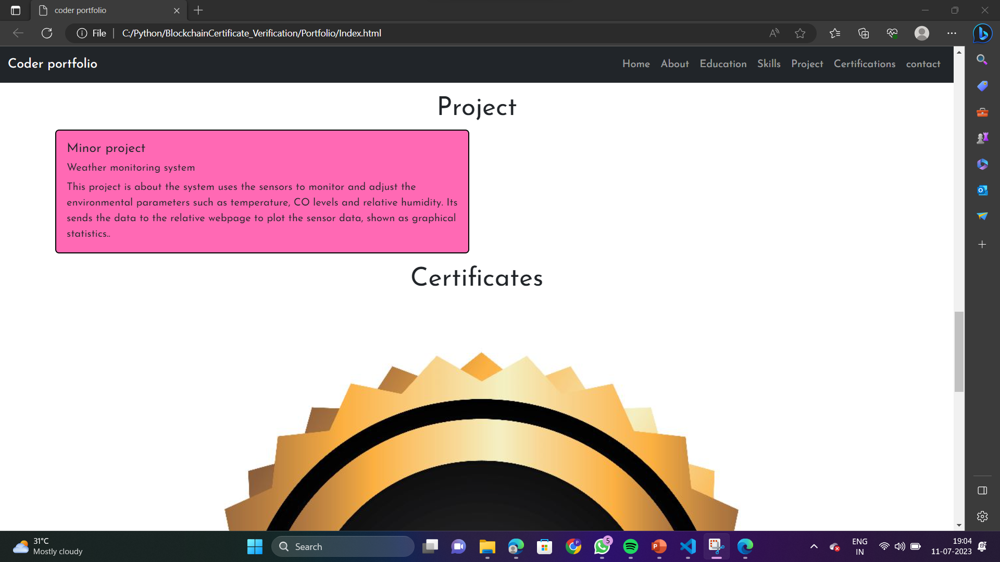 coder portfolio
File
C:/Python/BlockchainCertificate_Verification/Portfolio/Index.html
Coder portfolio
Home About Education Skills Project Certifications contact
Project
Minor project
Weather monitoring system
This project is about the system uses the sensors to monitor and adjust the
environmental parameters such as temperature, CO levels and relative humidity. Its
sends the data to the relative webpage to plot the sensor data, shown as graphical
statistics..
Certificates
31°C
Mostly cloudy
Search
5
ENG
IN
19:04
11-07-2023